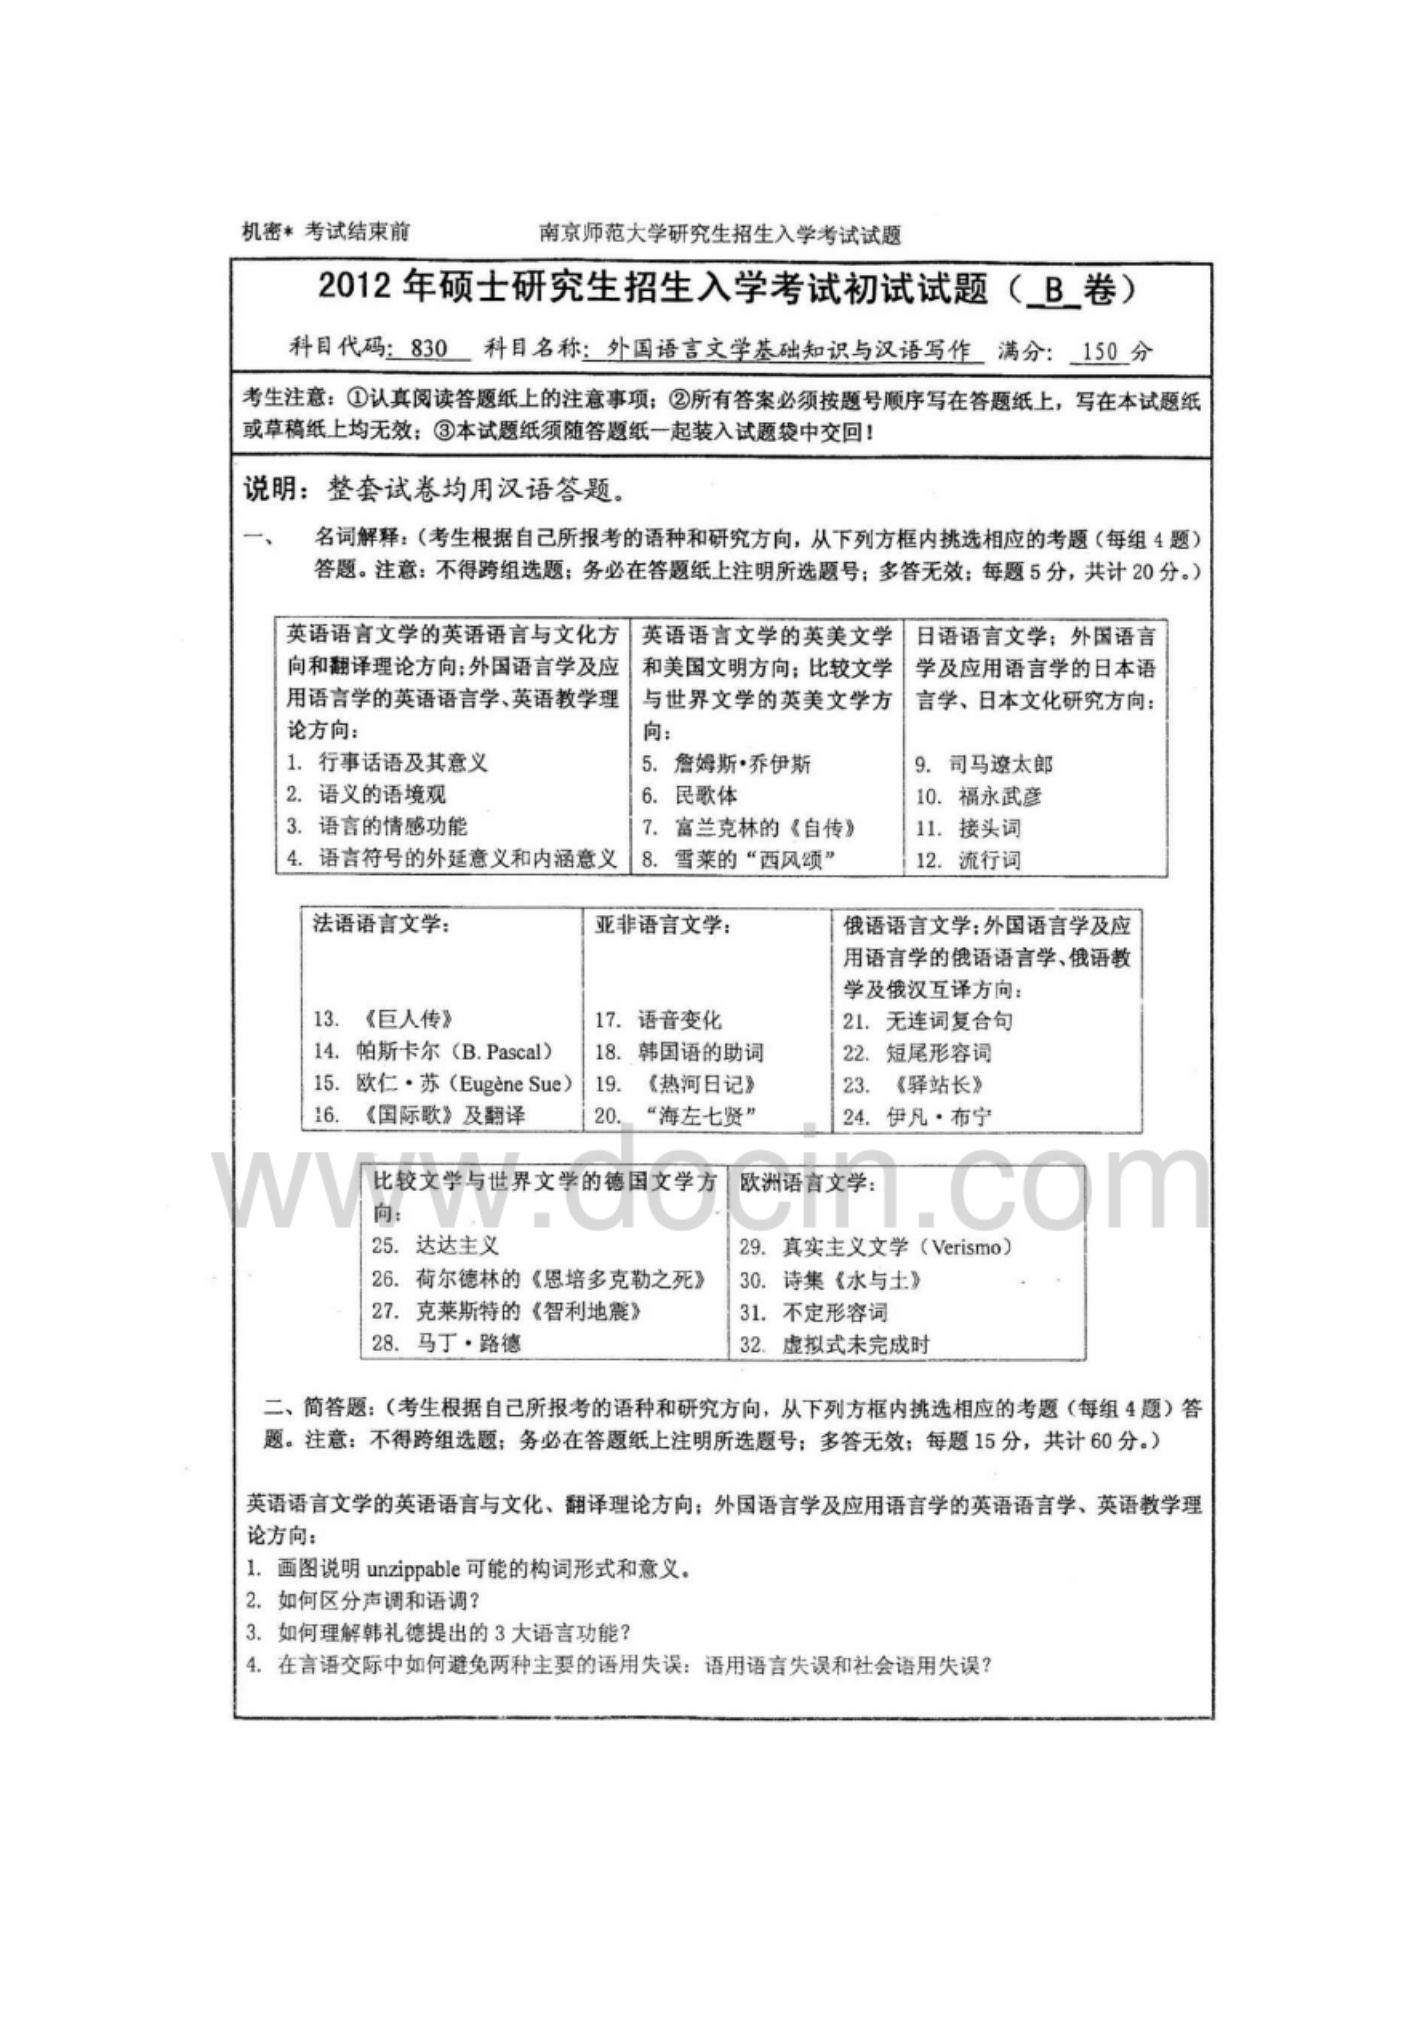 机密* 考试结束前 南京师范大学研究生招生入学考试试题
2012 年硕士研究生招生入学考试初试试题（ B 卷）
科目代码: 830 科目名称: 外国语言文学基础知识与汉语写作 满分: 150 分
考生注意：①认真阅读答题纸上的注意事项；②所有答案必须按题号顺序写在答题纸上，写在本试题纸
或草稿纸上均无效；③本试题纸须随答题纸一起装入试题袋中交回！
说明：整套试卷均用汉语答题。
一、 名词解释：（考生根据自己所报考的语种和研究方向，从下列方框内挑选相应的考题（每组 4 题）
答题。注意：不得跨组选题；务必在答题纸上注明所选题号；多答无效；每题 5 分，共计 20 分。）
英语语言文学的英语语言与文化方
向和翻译理论方向；外国语言学及应
用语言学的英语语言学、英语教学理
论方向：
1. 行事话语及其意义
2. 语义的语境观
3. 语言的情感功能
4. 语言符号的外延意义和内涵意义
英语语言文学的英美文学
和美国文明方向；比较文学
与世界文学的英美文学方
向：
5. 詹姆斯•乔伊斯
6. 民歌体
7. 富兰克林的《自传》
8. 雪莱的“西风颂”
日语语言文学；外国语言
学及应用语言学的日本语
言学、日本文化研究方向：
9. 司马遼太郎
10. 福永武彦
11. 接头词
12. 流行词
法语语言文学：
13. 《巨人传》
14. 帕斯卡尔（B. Pascal）
15. 欧仁·苏（Eugène Sue）
16. 《国际歌》及翻译
亚非语言文学：
17. 语音变化
18. 韩国语的助词
19. 《热河日记》
20. “海左七贤”
俄语语言文学；外国语言学及应
用语言学的俄语语言学、俄语教
学及俄汉互译方向：
21. 无连词复合句
22. 短尾形容词
23. 《驿站长》
24. 伊凡·布宁
www.docin.com
比较文学与世界文学的德国文学方
向：
25. 达达主义
26. 荷尔德林的《恩培多克勒之死》
27. 克莱斯特的《智利地震》
28. 马丁·路德
欧洲语言文学：
29. 真实主义文学（Verismo）
30. 诗集《水与土》
31. 不定形容词
32. 虚拟式未完成时
二、简答题：（考生根据自己所报考的语种和研究方向，从下列方框内挑选相应的考题（每组 4 题）答
题。注意：不得跨组选题；务必在答题纸上注明所选题号；多答无效；每题 15 分，共计 60 分。）
英语语言文学的英语语言与文化、翻译理论方向；外国语言学及应用语言学的英语语言学、英语教学理
论方向：
1. 画图说明 unzippable 可能的构词形式和意义。
2. 如何区分声调和语调？
3. 如何理解韩礼德提出的 3 大语言功能？
4. 在言语交际中如何避免两种主要的语用失误：语用语言失误和社会语用失误？